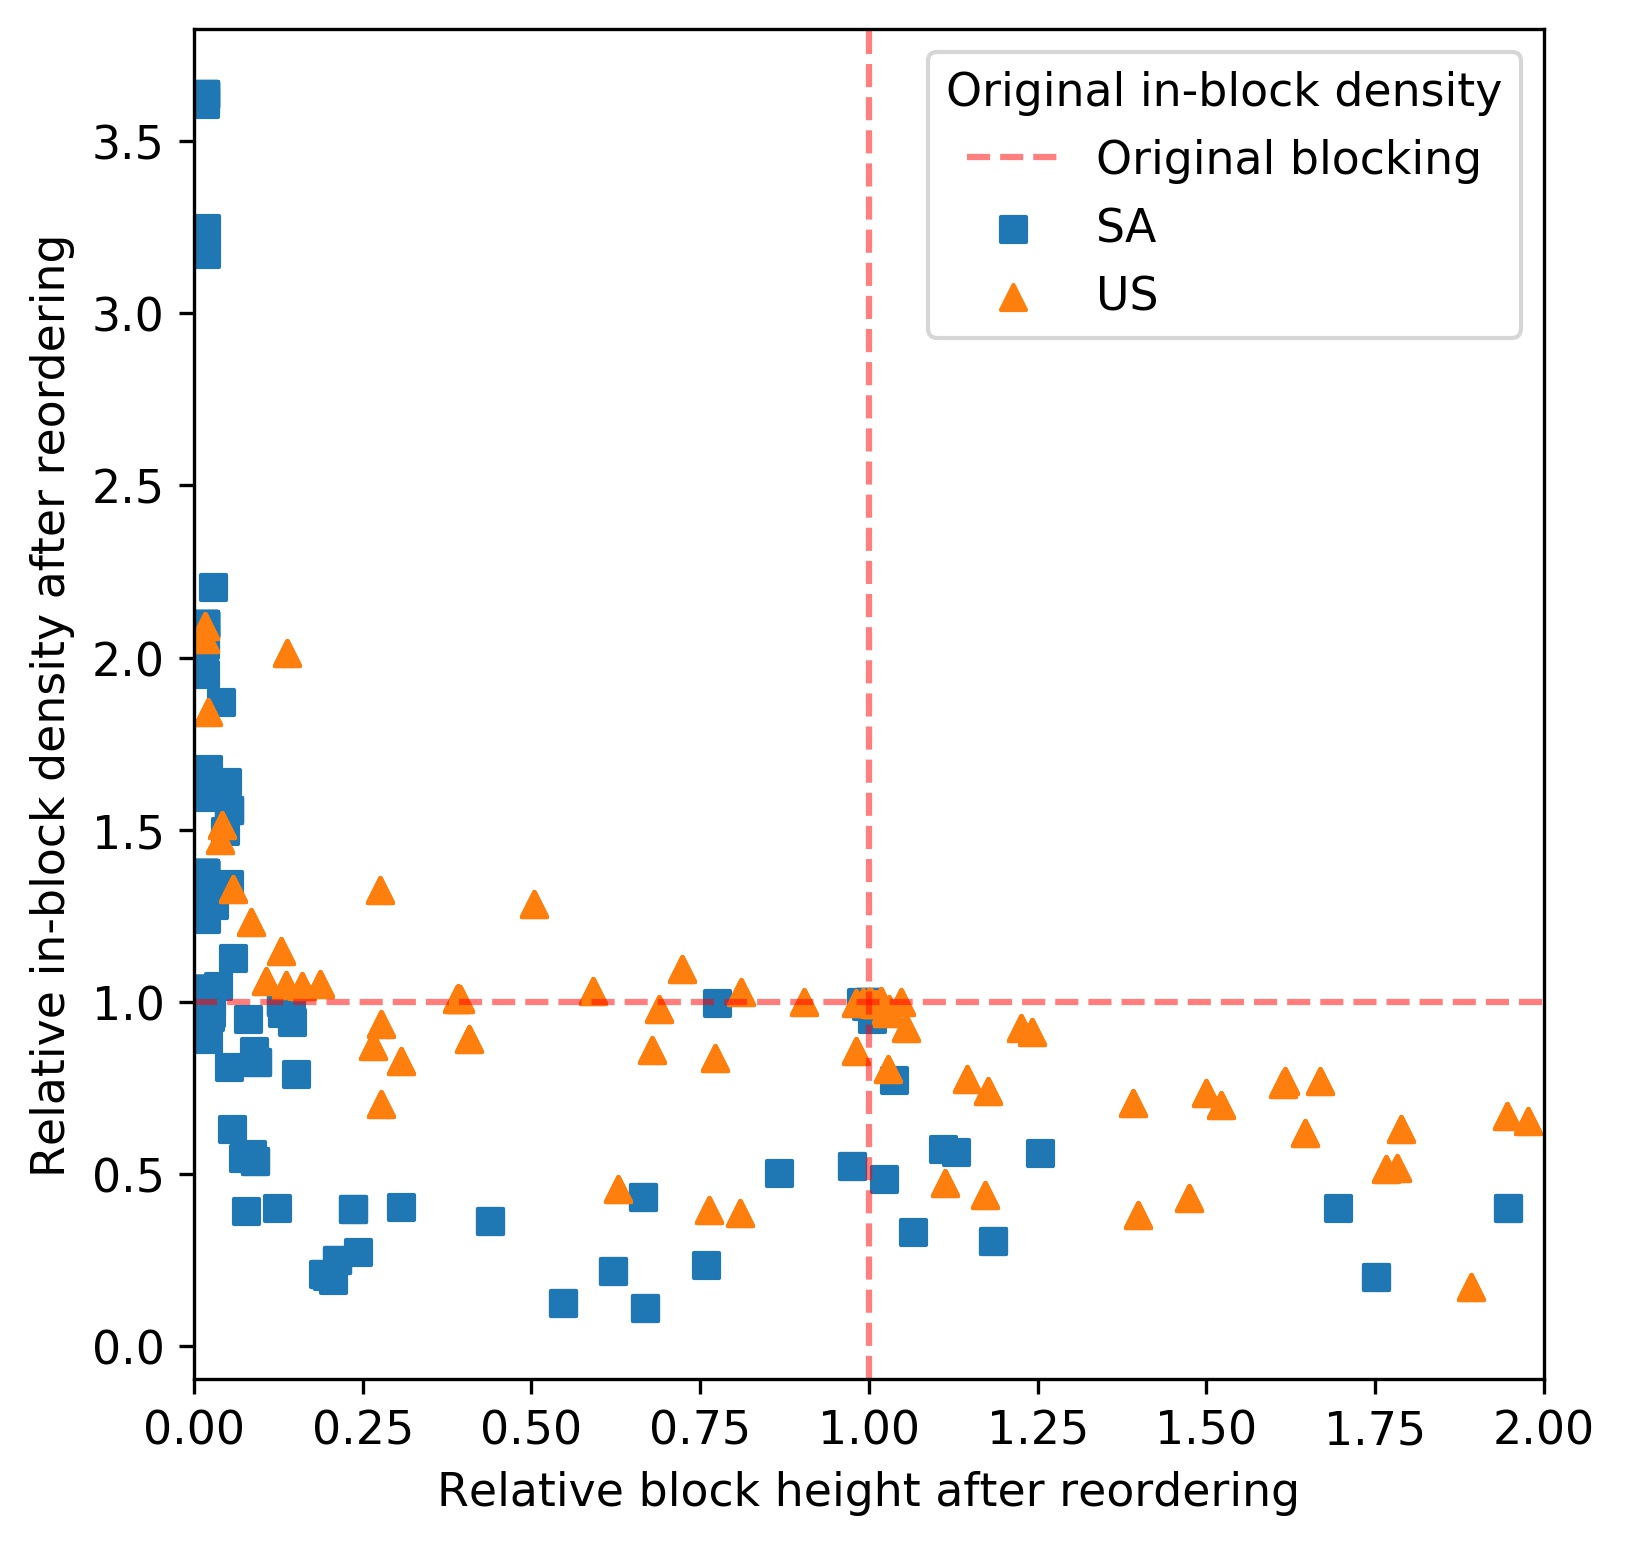 Original in-block density
Original blocking
SA
US
Relative in-block density after reordering
3.5
3.0
2.5
2.0
1.5
1.0
0.5
0.0
0.00 0.25 0.50 0.75 1.00 1.25 1.50 1.75 2.00
Relative block height after reordering